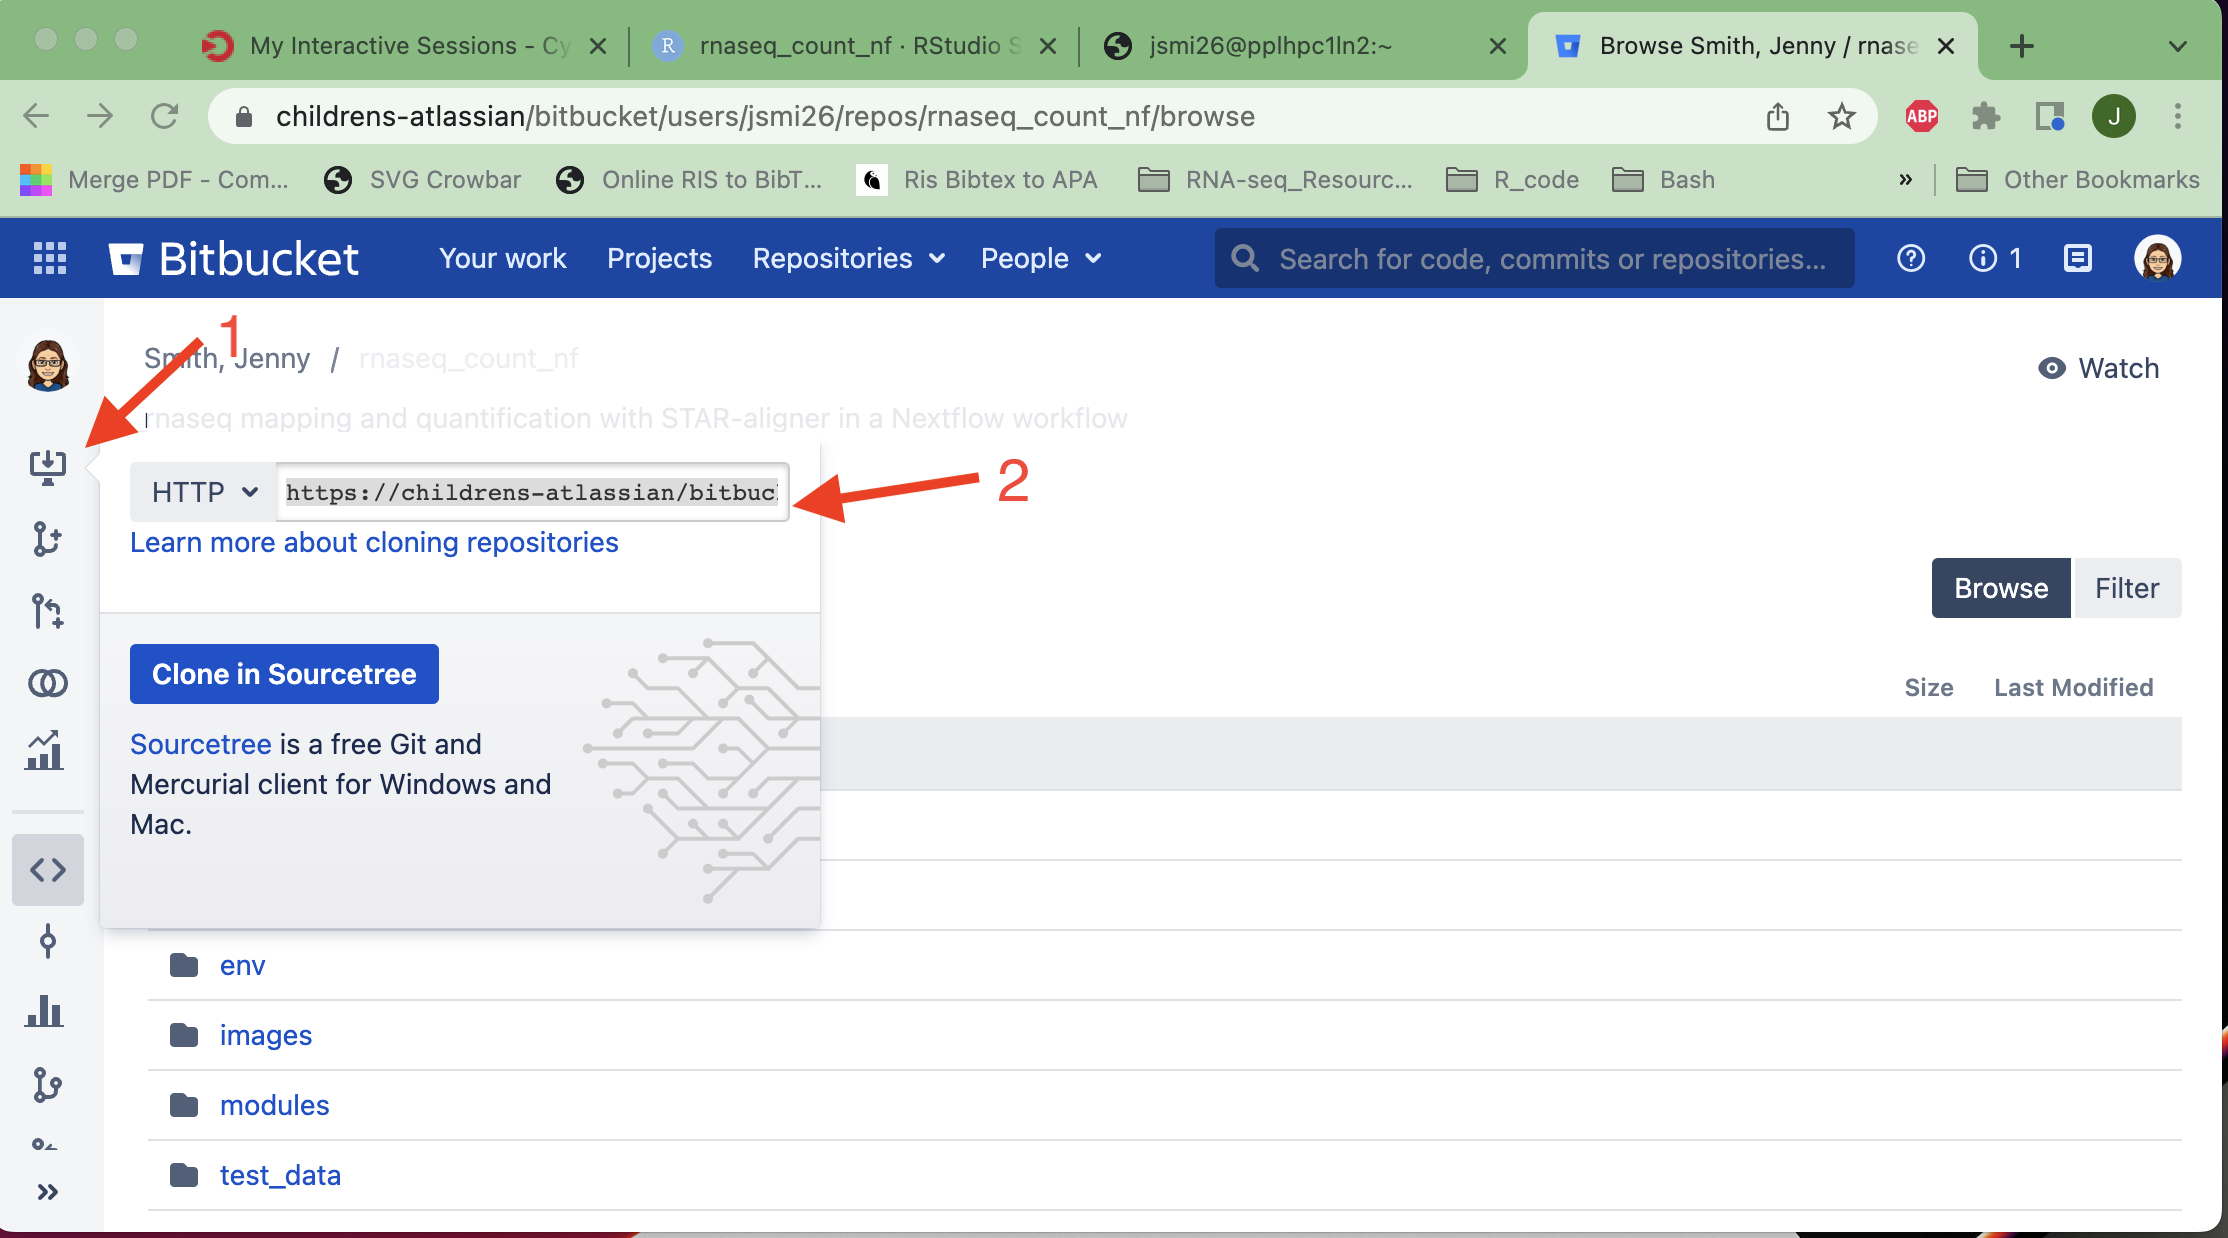 My Interactive Sessions - Cy
rnaseq_count_nf · RStudio S
jsmi26@pplhpc1ln2:~
Browse Smith, Jenny / rnase
childrens-atlassian/bitbucket/users/jsmi26/repos/rnaseq_count_nf/browse
ABP
J
Merge PDF - Com...
SVG Crowbar
Online RIS to BibT...
Ris Bibtex to APA
RNA-seq_Resourc...
R_code
Bash
»
Other Bookmarks
Bitbucket
Your work
Projects
Repositories
People
Search for code, commits or repositories...
1
1
Smith, Jenny / rnaseq_count_nf
Watch
rnaseq mapping and quantification with STAR-aligner in a Nextflow workflow
HTTP
https://childrens-atlassian/bitbuc
2
Learn more about cloning repositories
Browse
Filter
Clone in Sourcetree
Size
Last Modified
Sourcetree is a free Git and
Mercurial client for Windows and
Mac.
env
images
modules
test_data